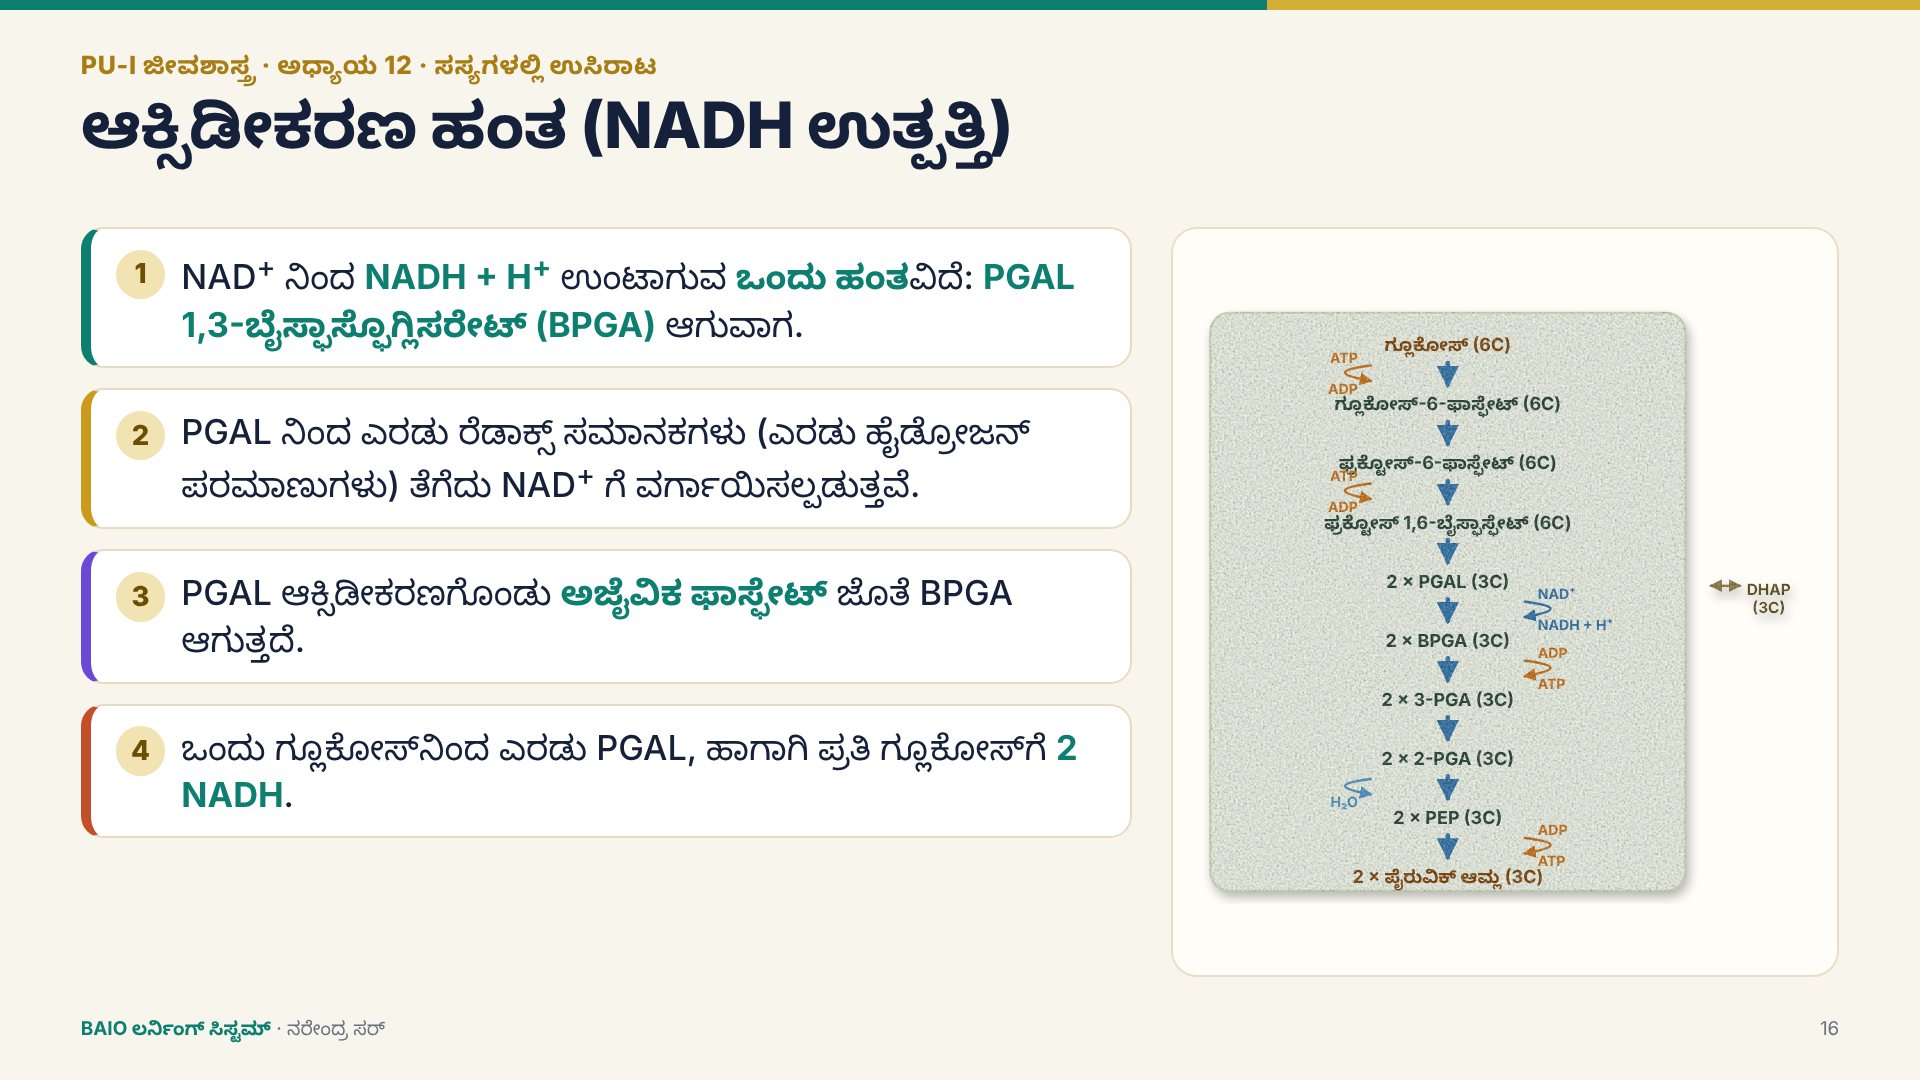 PU-I ಜೀವಶಾಸ್ತ್ರ · ಅಧ್ಯಾಯ 12 · ಸಸ್ಯಗಳಲ್ಲಿ ಉಸಿರಾಟ
ಆಕ್ಸಿಡೀಕರಣ ಹಂತ (NADH ಉತ್ಪತ್ತಿ)
1 NAD⁺ ನಿಂದ NADH + H⁺ ಉಂಟಾಗುವ ಒಂದು ಹಂತವಿದೆ: PGAL
1,3-ಬೈಸ್ಫಾಸ್ಫೊಗ್ಲಿಸರೇಟ್ (BPGA) ಆಗುವಾಗ.
2 PGAL ನಿಂದ ಎರಡು ರೆಡಾಕ್ಸ್ ಸಮಾನಕಗಳು (ಎರಡು ಹೈಡ್ರೋಜನ್
ಪರಮಾಣುಗಳು) ತೆಗೆದು NAD⁺ ಗೆ ವರ್ಗಾಯಿಸಲ್ಪಡುತ್ತವೆ.
3 PGAL ಆಕ್ಸಿಡೀಕರಣಗೊಂಡು ಅಜೈವಿಕ ಫಾಸ್ಫೇಟ್ ಜೊತೆ BPGA
ಆಗುತ್ತದೆ.
4 ಒಂದು ಗ್ಲೂಕೋಸ್‌ನಿಂದ ಎರಡು PGAL, ಹಾಗಾಗಿ ಪ್ರತಿ ಗ್ಲೂಕೋಸ್‌ಗೆ 2
NADH.
ಗ್ಲೂಕೋಸ್ (6C)
ATP
ADP
ಗ್ಲೂಕೋಸ್-6-ಫಾಸ್ಫೇಟ್ (6C)
ಫ್ರಕ್ಟೋಸ್-6-ಫಾಸ್ಫೇಟ್ (6C)
ATP
ADP
ಫ್ರಕ್ಟೋಸ್ 1,6-ಬೈಸ್ಫಾಸ್ಫೇಟ್ (6C)
2 × PGAL (3C)
DHAP
(3C)
NAD⁺
NADH + H⁺
2 × BPGA (3C)
ADP
ATP
2 × 3-PGA (3C)
2 × 2-PGA (3C)
H₂O
2 × PEP (3C)
ADP
ATP
2 × ಪೈರುವಿಕ್ ಆಮ್ಲ (3C)
BAIO ಲರ್ನಿಂಗ್ ಸಿಸ್ಟಮ್ · ನರೇಂದ್ರ ಸರ್
16